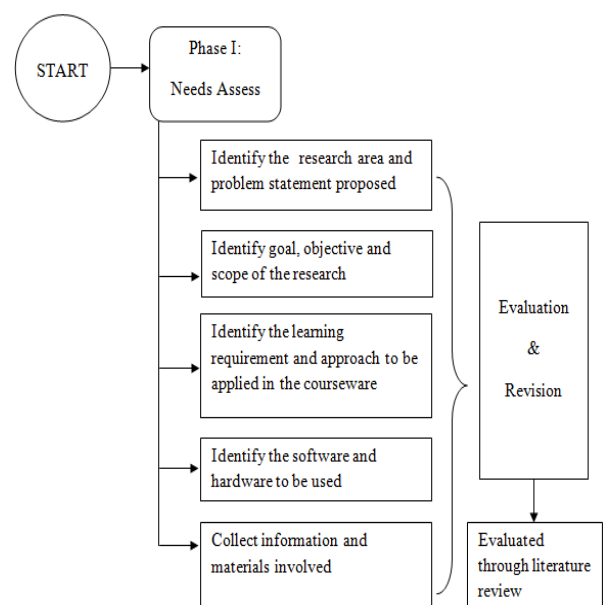 START
Phase I:
Needs Assess
Identify the research area and
problem statement proposed
Identify goal, objective and
scope of the research
Identify the learning
requirement and approach to be
applied in the courseware
Identify the software and
hardware to be used
Collect information and
materials involved
Evaluation
&
Revision
Evaluated
through literature
review